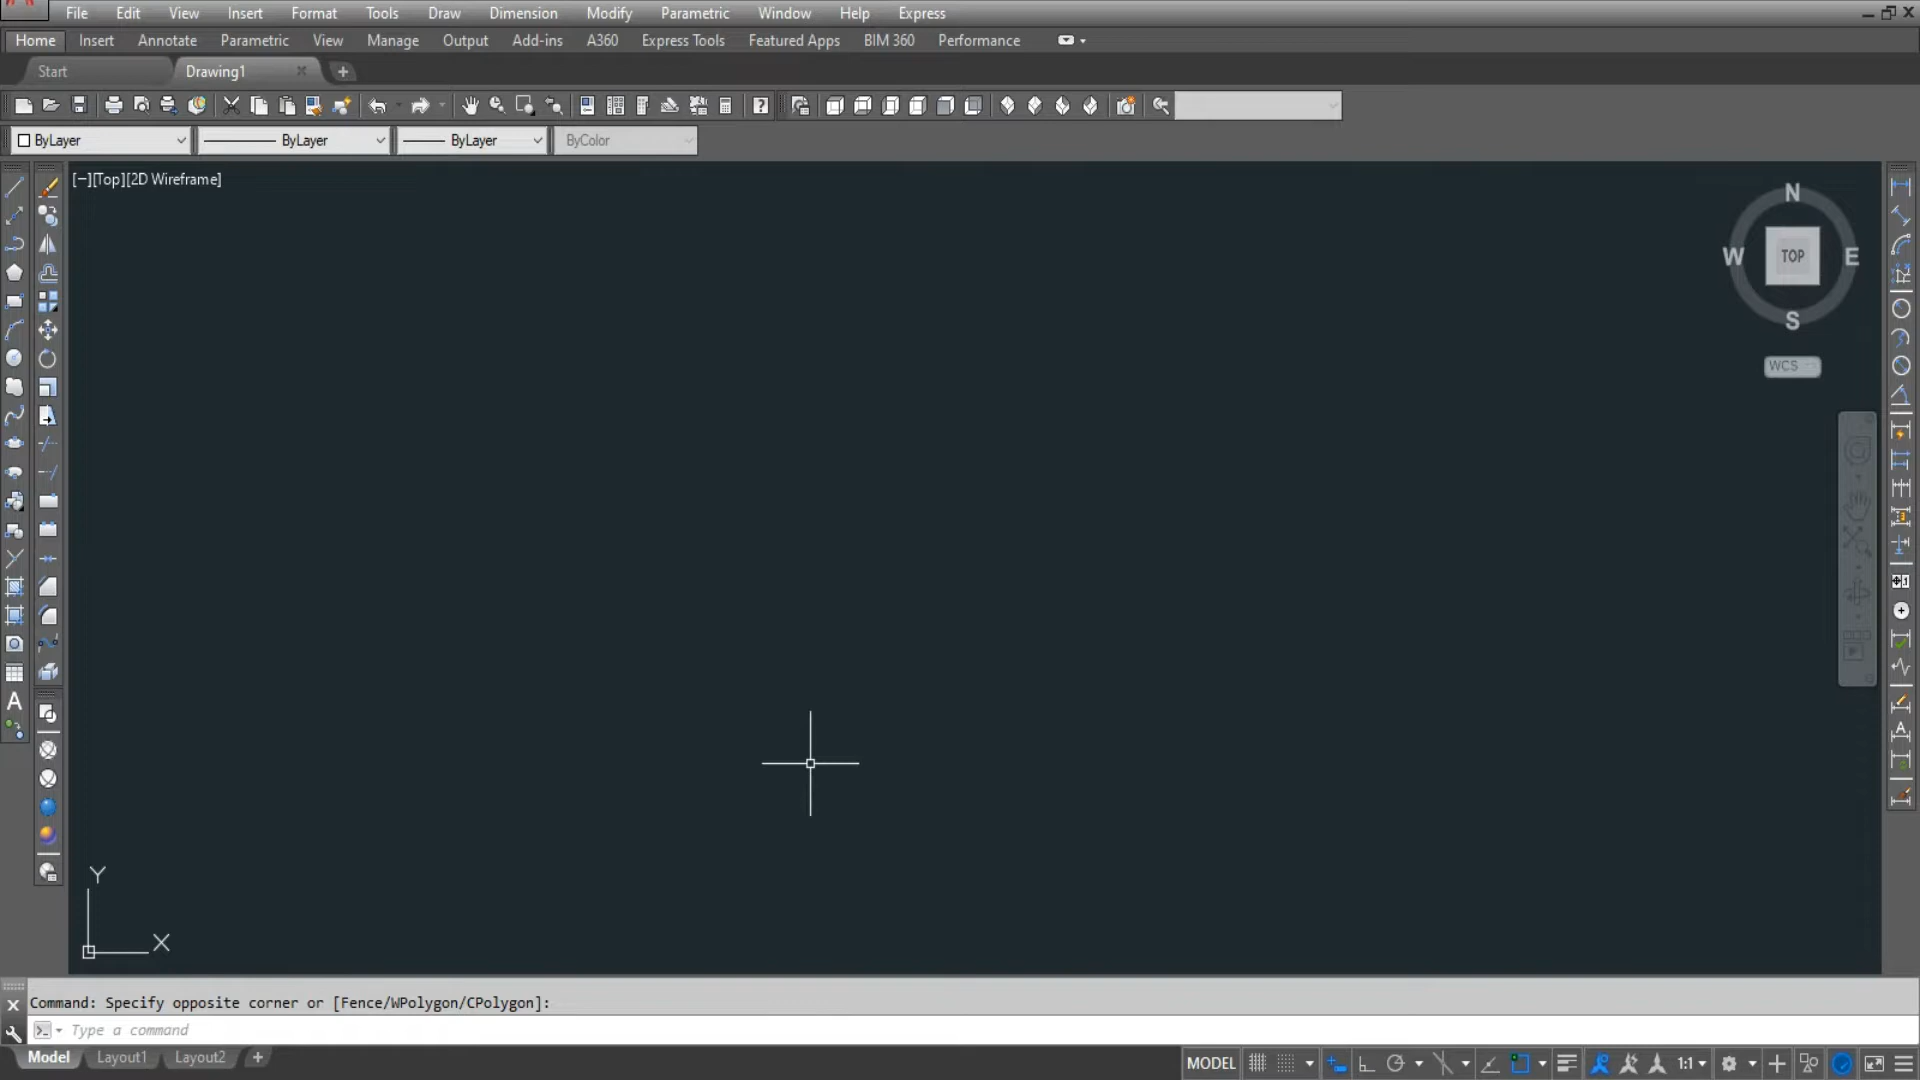 File Edit View Insert Format Tools Draw Dimension Modify Parametric Window Help Express
Home Insert Annotate Parametric View Manage Output Add-ins A360 Express Tools Featured Apps BIM 360 Performance
Start Drawing1
ByLayer ByLayer ByLayer ByColor
[−][Top][2D Wireframe]
N
W TOP E
S
WCS
Y
X
Command: Specify opposite corner or [Fence/WPolygon/CPolygon]:
Type a command
Model Layout1 Layout2 MODEL 1:1